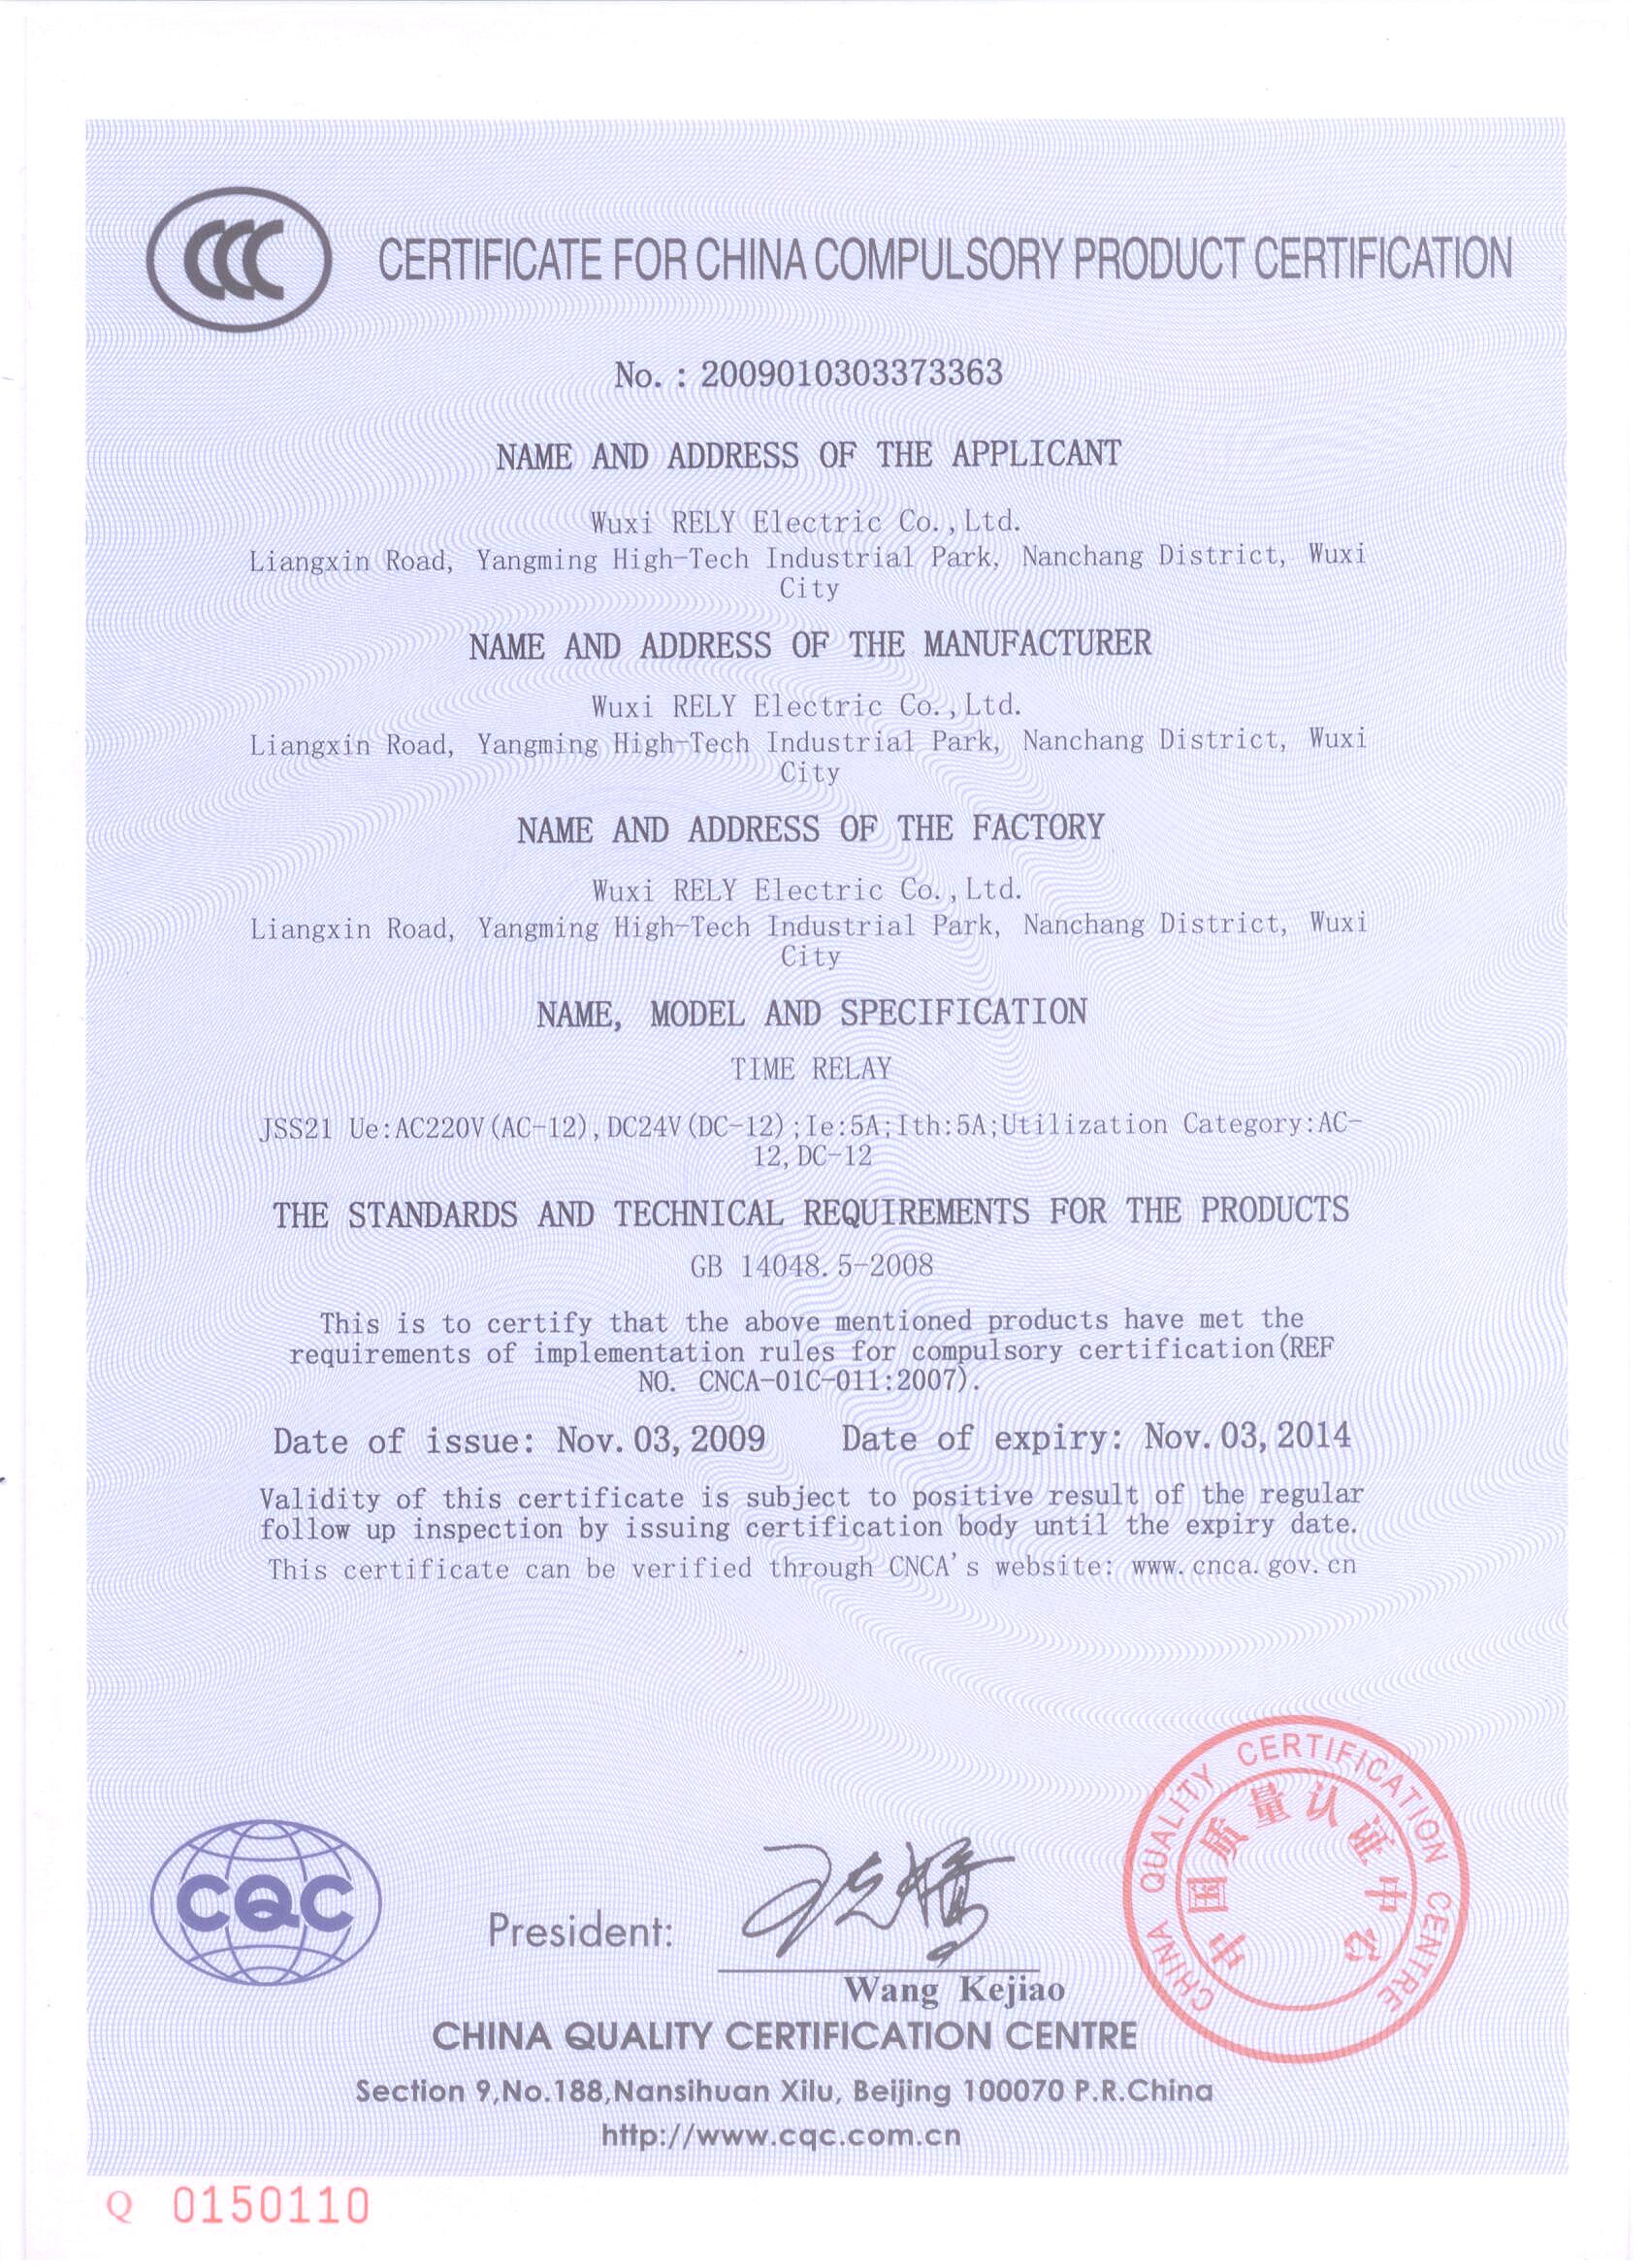 CCC
CERTIFICATE FOR CHINA COMPULSORY PRODUCT CERTIFICATION
No. : 2009010303373363
NAME AND ADDRESS OF THE APPLICANT
Wuxi RELY Electric Co.,Ltd.
Liangxin Road, Yangming High-Tech Industrial Park, Nanchang District, Wuxi
City
NAME AND ADDRESS OF THE MANUFACTURER
Wuxi RELY Electric Co.,Ltd.
Liangxin Road, Yangming High-Tech Industrial Park, Nanchang District, Wuxi
City
NAME AND ADDRESS OF THE FACTORY
Wuxi RELY Electric Co.,Ltd.
Liangxin Road, Yangming High-Tech Industrial Park, Nanchang District, Wuxi
City
NAME, MODEL AND SPECIFICATION
TIME RELAY
JSS21 Ue:AC220V(AC-12),DC24V(DC-12);Ie:5A;Ith:5A;Utilization Category:AC-
12,DC-12
THE STANDARDS AND TECHNICAL REQUIREMENTS FOR THE PRODUCTS
GB 14048.5-2008
This is to certify that the above mentioned products have met the
requirements of implementation rules for compulsory certification(REF
NO. CNCA-01C-011:2007).
Date of issue: Nov.03,2009 Date of expiry: Nov.03,2014
Validity of this certificate is subject to positive result of the regular
follow up inspection by issuing certification body until the expiry date.
This certificate can be verified through CNCA's website: www.cnca.gov.cn
CHINA QUALITY CERTIFICATION CENTRE
中国质量认证中心
CQC
President:
王克娇
Wang Kejiao
CHINA QUALITY CERTIFICATION CENTRE
Section 9,No.188,Nansihuan Xilu, Beijing 100070 P.R.China
http://www.cqc.com.cn
Q 0150110